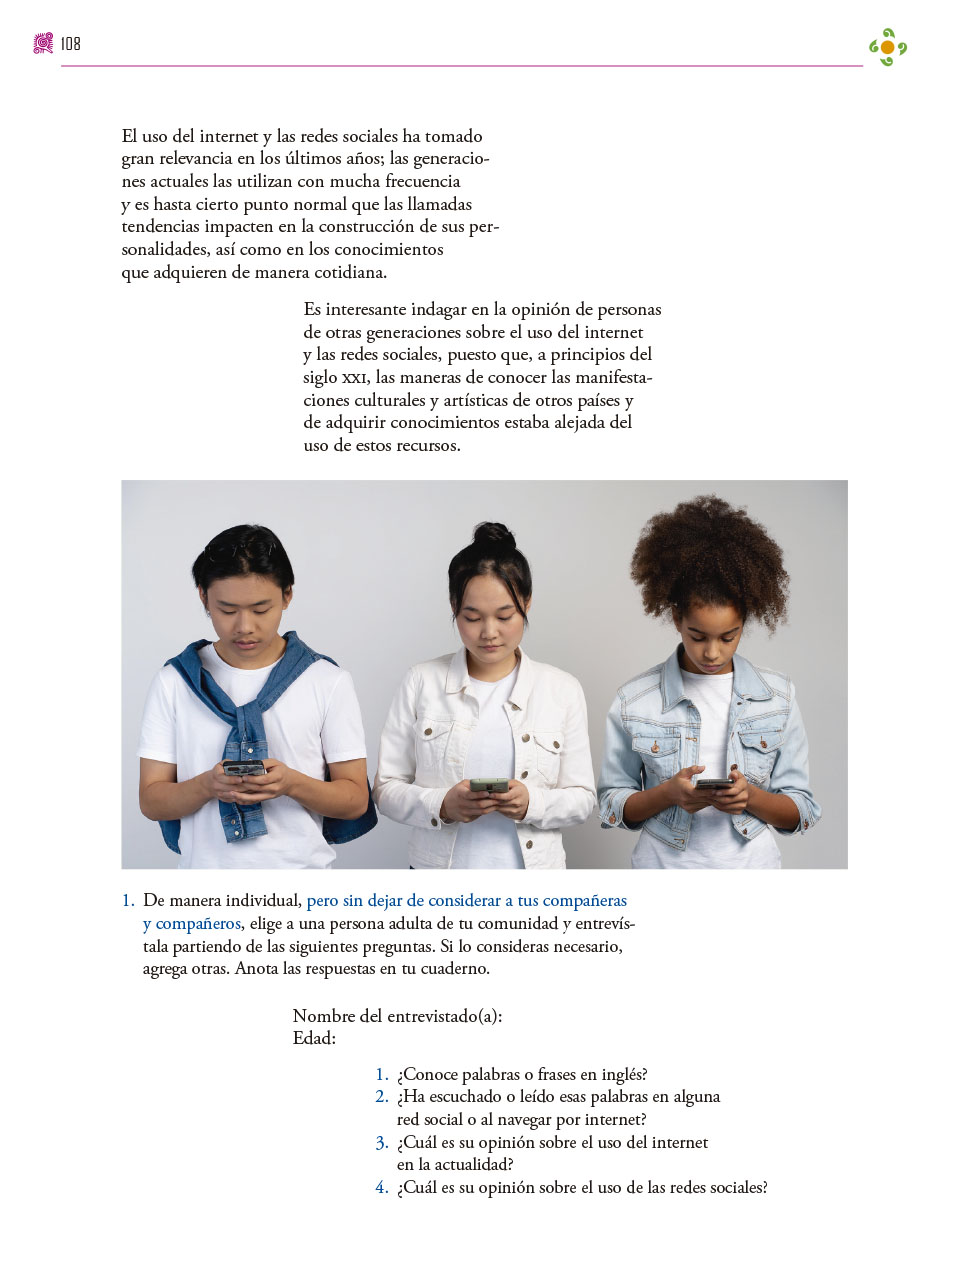 108
El uso del internet y las redes sociales ha tomado
gran relevancia en los últimos años; las generacio-
nes actuales las utilizan con mucha frecuencia
y es hasta cierto punto normal que las llamadas
tendencias impacten en la construcción de sus per-
sonalidades, así como en los conocimientos
que adquieren de manera cotidiana.
Es interesante indagar en la opinión de personas
de otras generaciones sobre el uso del internet
y las redes sociales, puesto que, a principios del
siglo XXI, las maneras de conocer las manifesta-
ciones culturales y artísticas de otros países y
de adquirir conocimientos estaba alejada del
uso de estos recursos.
1. De manera individual, pero sin dejar de considerar a tus compañeras
y compañeros, elige a una persona adulta de tu comunidad y entrevís-
tala partiendo de las siguientes preguntas. Si lo consideras necesario,
agrega otras. Anota las respuestas en tu cuaderno.
Nombre del entrevistado(a):
Edad:
1. ¿Conoce palabras o frases en inglés?
2. ¿Ha escuchado o leído esas palabras en alguna
red social o al navegar por internet?
3. ¿Cuál es su opinión sobre el uso del internet
en la actualidad?
4. ¿Cuál es su opinión sobre el uso de las redes sociales?